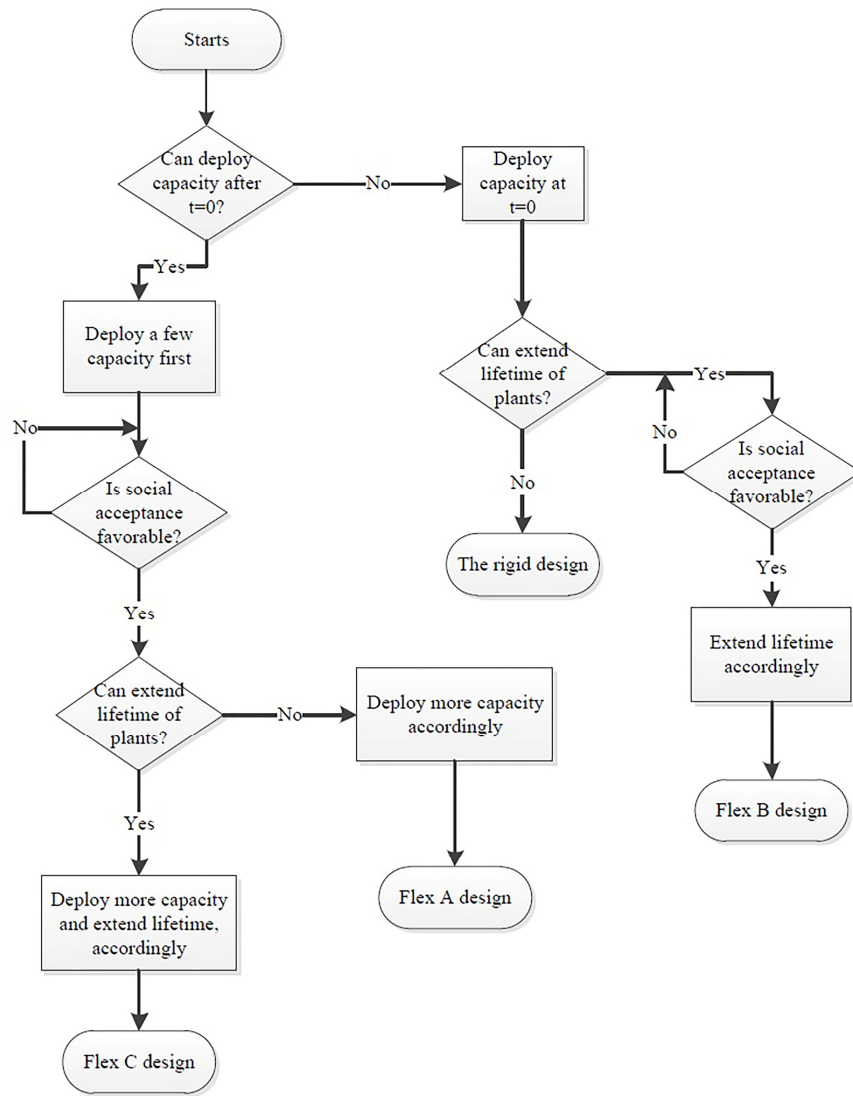 Starts
Can deploy
capacity after
t=0?
No
Deploy
capacity at
t=0
Yes
Deploy a few
capacity first
Can extend
lifetime of
plants?
Yes
No
No
Is social
acceptance
favorable?
Is social
acceptance
favorable?
No
The rigid design
Yes
Yes
Extend lifetime
accordingly
Can extend
lifetime of
plants?
No
Deploy more capacity
accordingly
Yes
Flex B design
Deploy more capacity
and extend lifetime,
accordingly
Flex A design
Flex C design